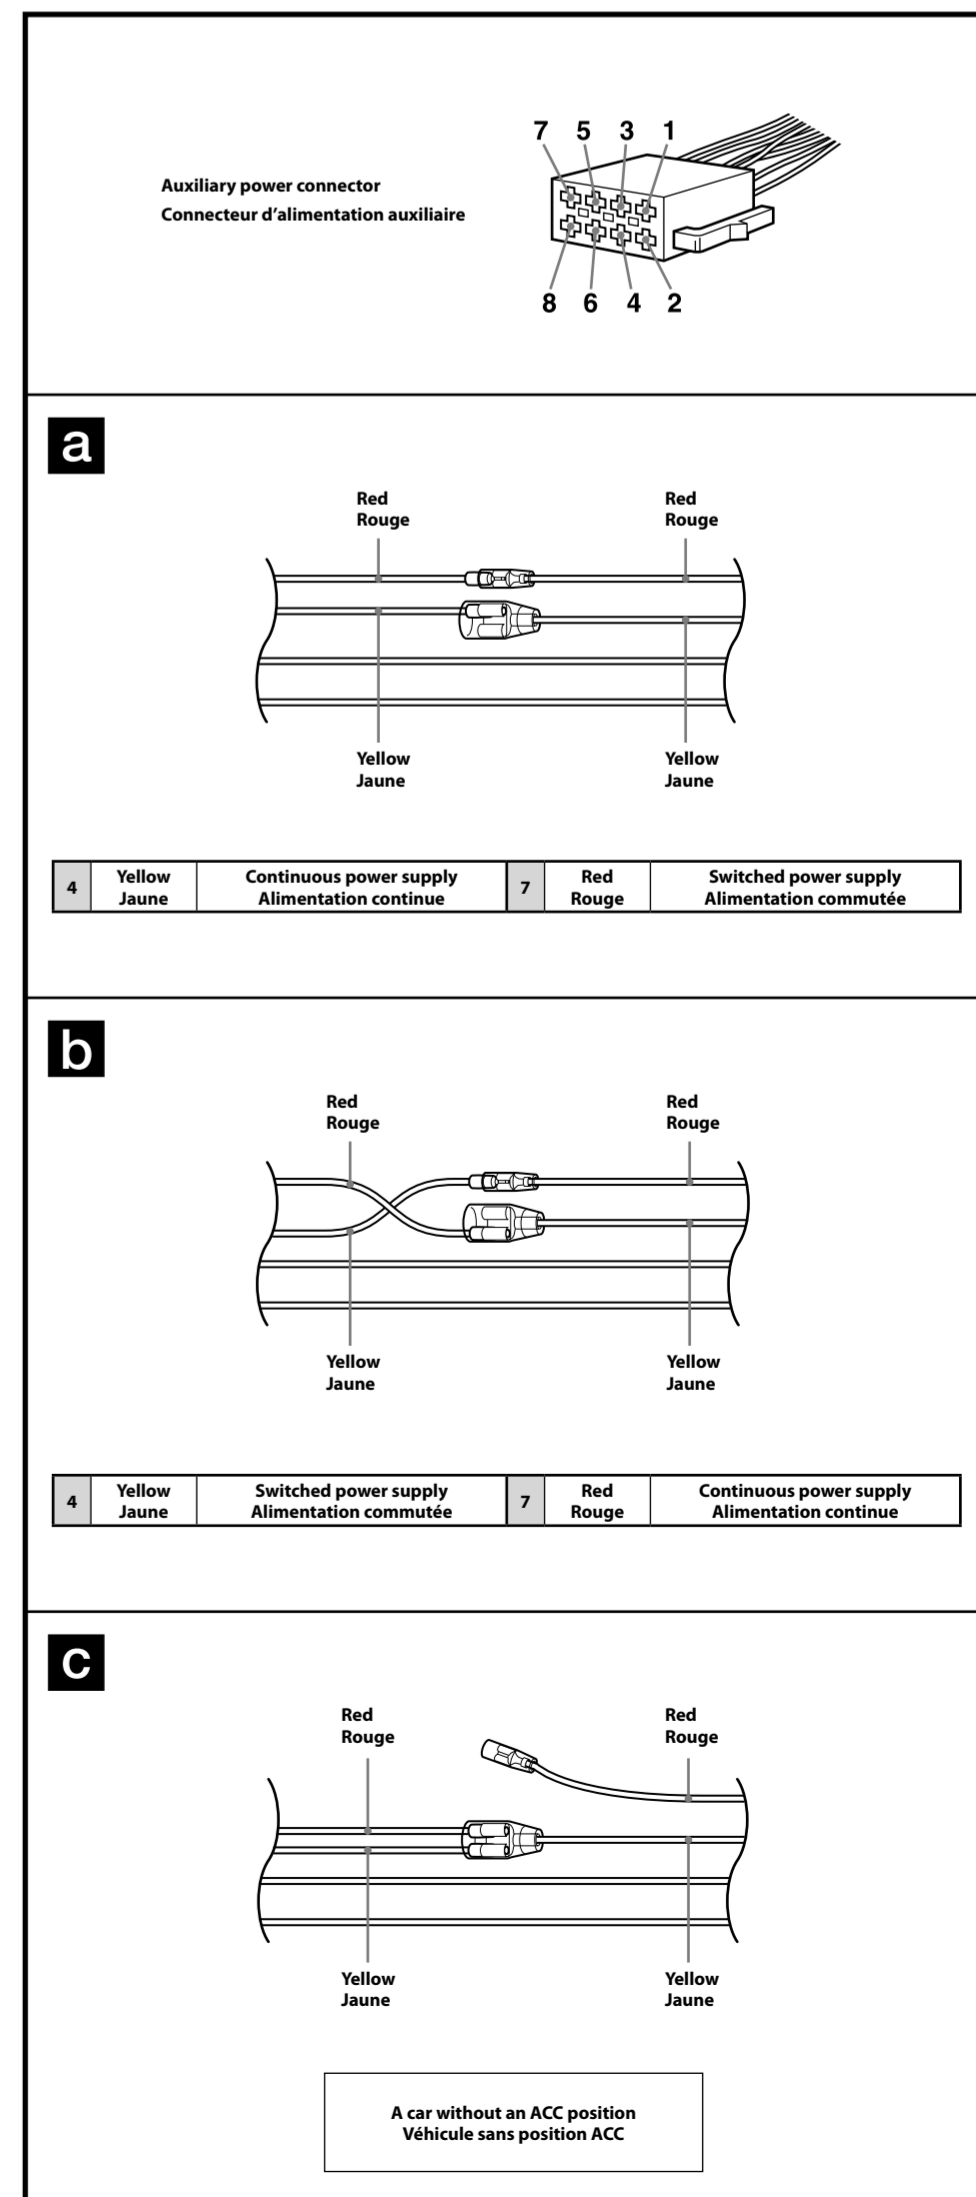 7 5 3 1
Auxiliary power connector
Connecteur d'alimentation auxiliaire
8 6 4 2
a
Red Red
Rouge Rouge
Yellow Yellow
Jaune Jaune
4 Yellow Continuous power supply 7 Red Switched power supply
Jaune Alimentation continue Rouge Alimentation commutée
b
Red Red
Rouge Rouge
Yellow Yellow
Jaune Jaune
4 Yellow Switched power supply 7 Red Continuous power supply
Jaune Alimentation commutée Rouge Alimentation continue
c
Red Red
Rouge Rouge
Yellow Yellow
Jaune Jaune
A car without an ACC position
Véhicule sans position ACC